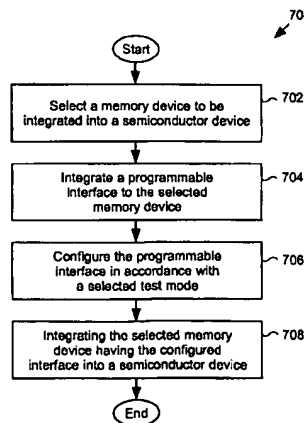 70
Start
702
Select a memory device to be
integrated into a semiconductor device
704
Integrate a programmable
interface to the selected
memory device
706
Configure the programmable
interface in accordance with
a selected test mode
708
Integrating the selected memory
device having the configured
interface into a semiconductor device
End